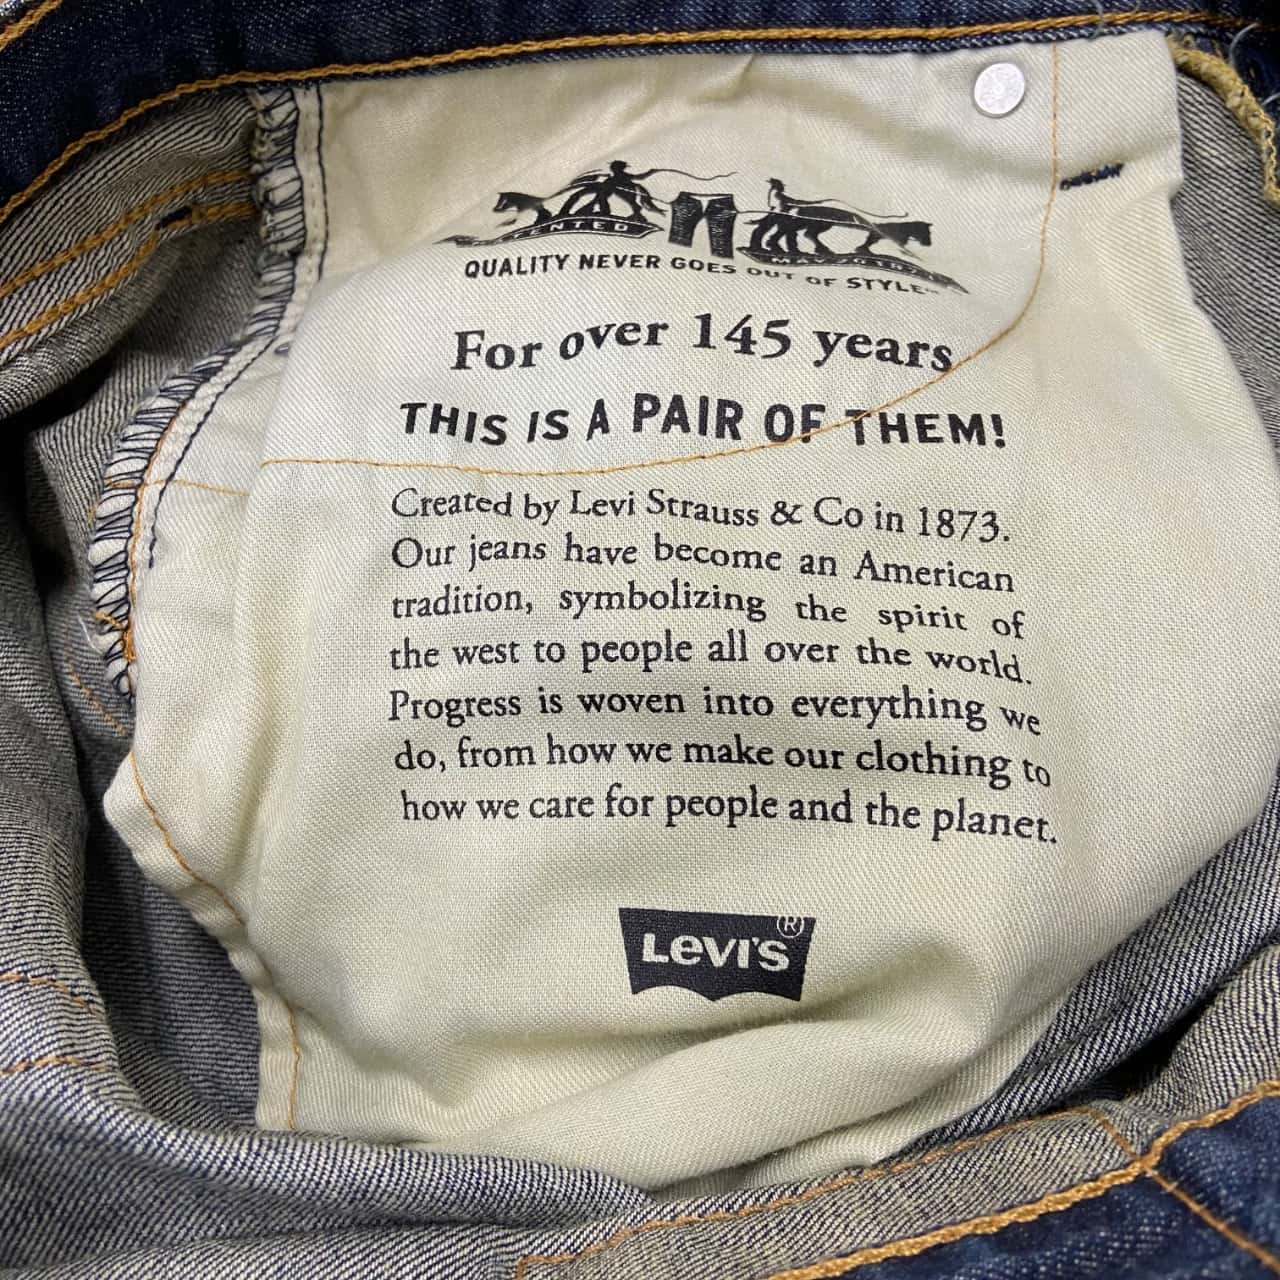 PATENTED
QUALITY NEVER GOES OUT OF STYLE™
For over 145 years
THIS IS A PAIR OF THEM!
Created by Levi Strauss & Co in 1873.
Our jeans have become an American
tradition, symbolizing the spirit of
the west to people all over the world.
Progress is woven into everything we
do, from how we make our clothing to
how we care for people and the planet.
LEVI'S®